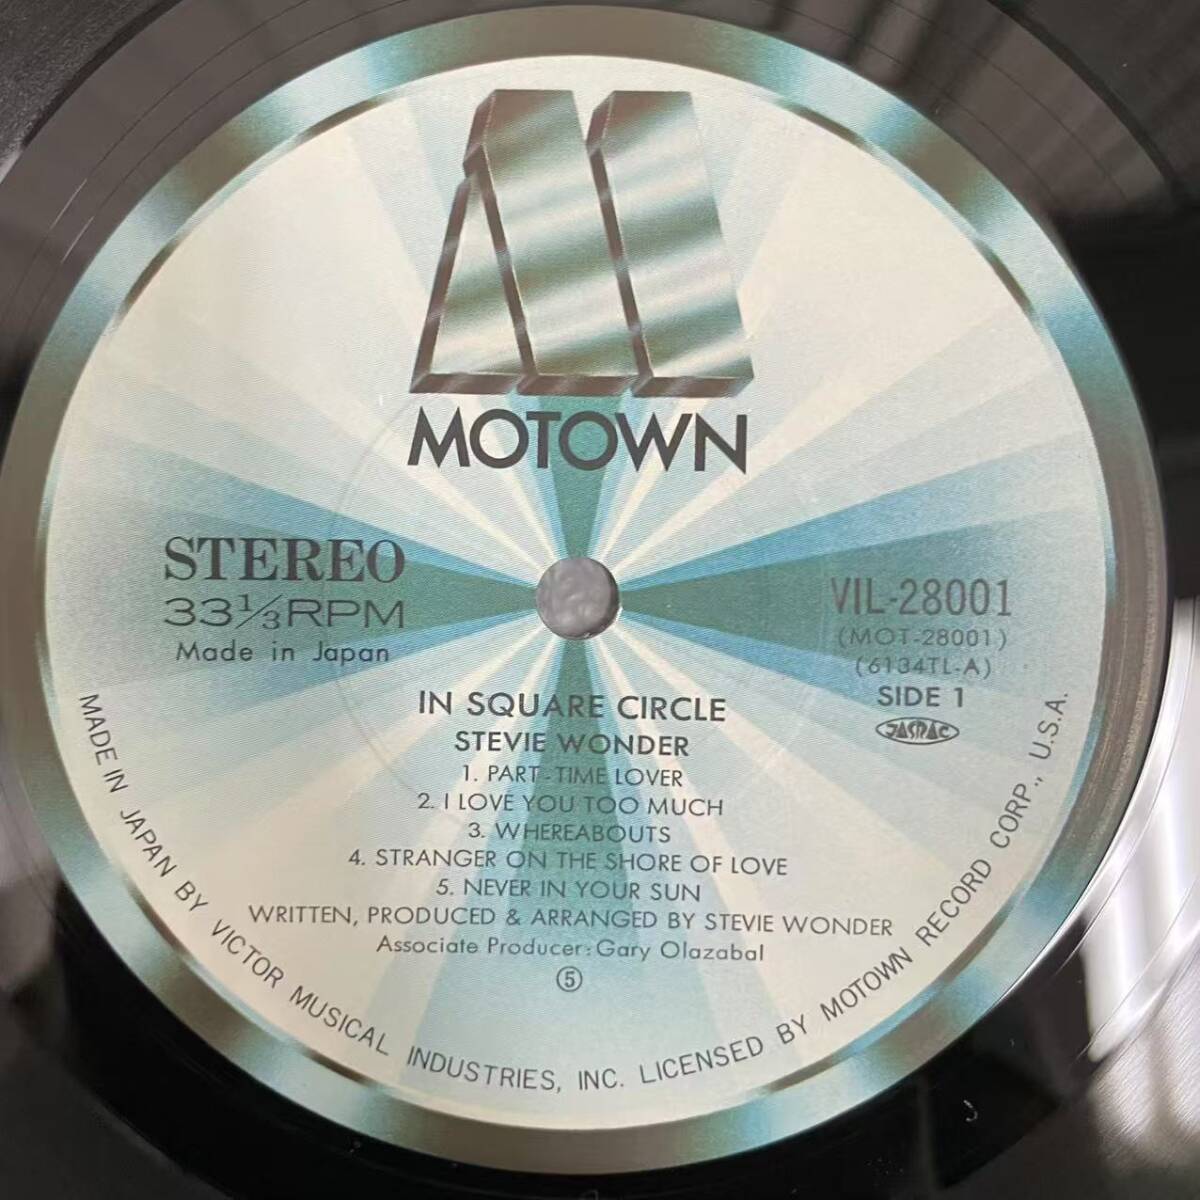 MOTOWN
STEREO
33⅓RPM
Made in Japan
VIL-28001
(MOT-28001)
(6134TL-A)
SIDE 1
JASRAC
IN SQUARE CIRCLE
STEVIE WONDER
1. PART-TIME LOVER
2. I LOVE YOU TOO MUCH
3. WHEREABOUTS
4. STRANGER ON THE SHORE OF LOVE
5. NEVER IN YOUR SUN
WRITTEN, PRODUCED & ARRANGED BY STEVIE WONDER
Associate Producer: Gary Olazabal
⑤
MADE IN JAPAN BY VICTOR MUSICAL INDUSTRIES, INC. LICENSED BY MOTOWN RECORD CORP., U.S.A.